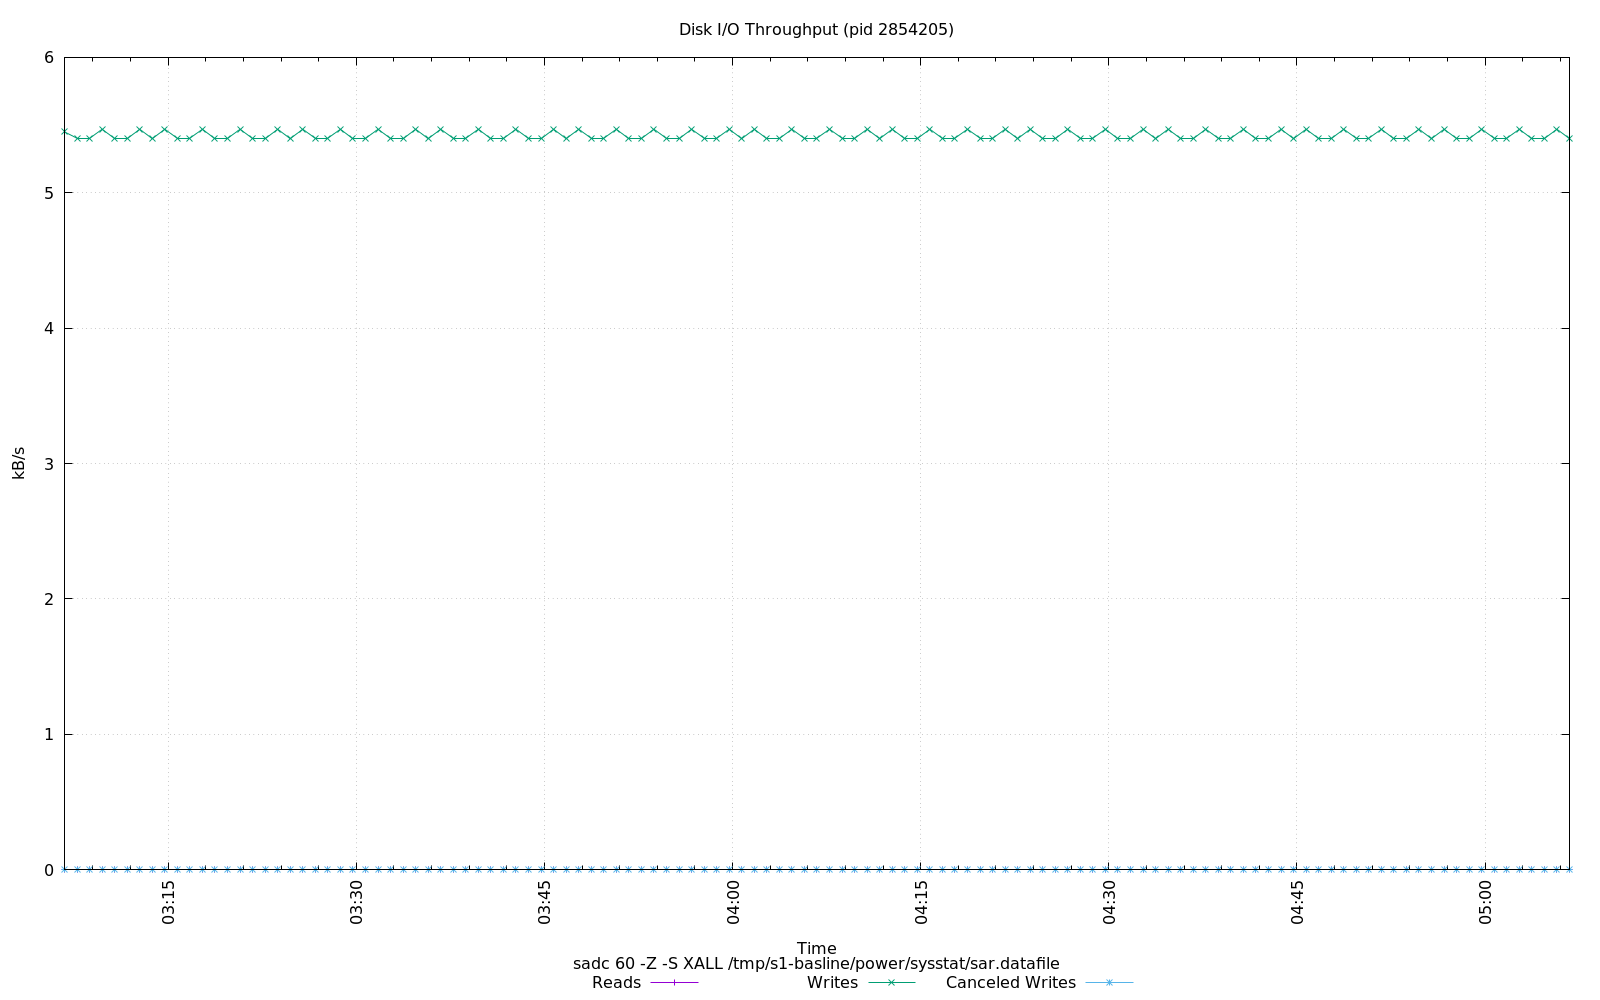 Disk I/O Throughput (pid 2854205)
6
5
4
3
2
1
0
kB/s
03:15
03:30
03:45
04:00
04:15
04:30
04:45
05:00
Time
sadc 60 -Z -S XALL /tmp/s1-basline/power/sysstat/sar.datafile
Reads
Writes
Canceled Writes